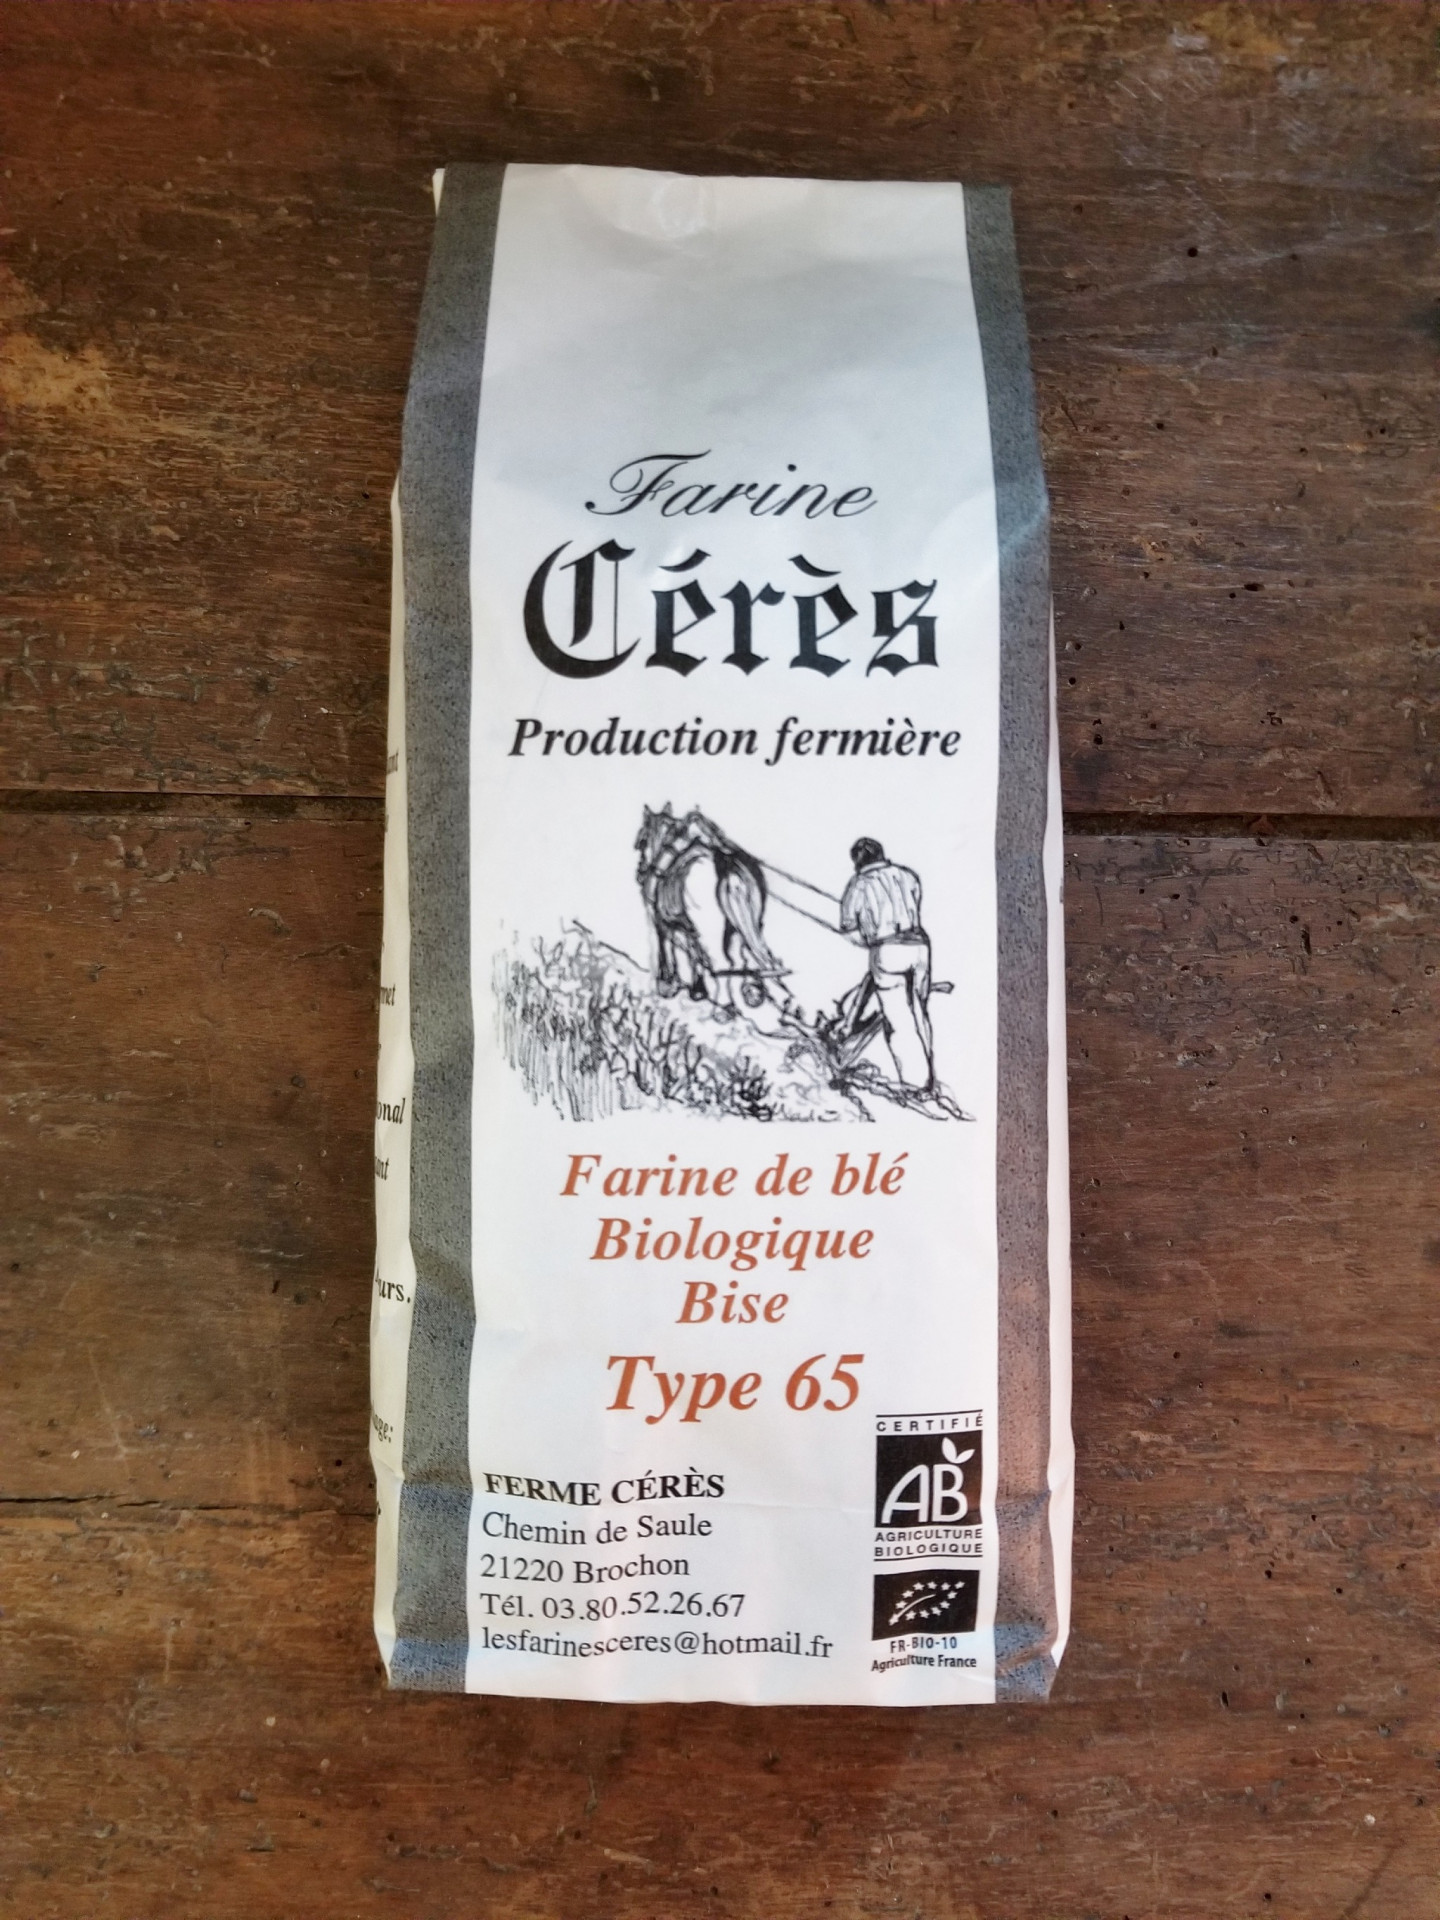 Farine
Cérès
Production fermière
Farine de blé
Biologique
Bise
Type 65
FERME CÉRÈS
Chemin de Saule
21220 Brochon
Tél. 03.80.52.26.67
lesfarinesceres@hotmail.fr
CERTIFIÉ
AB
AGRICULTURE
BIOLOGIQUE
FR-BIO-10
Agriculture France